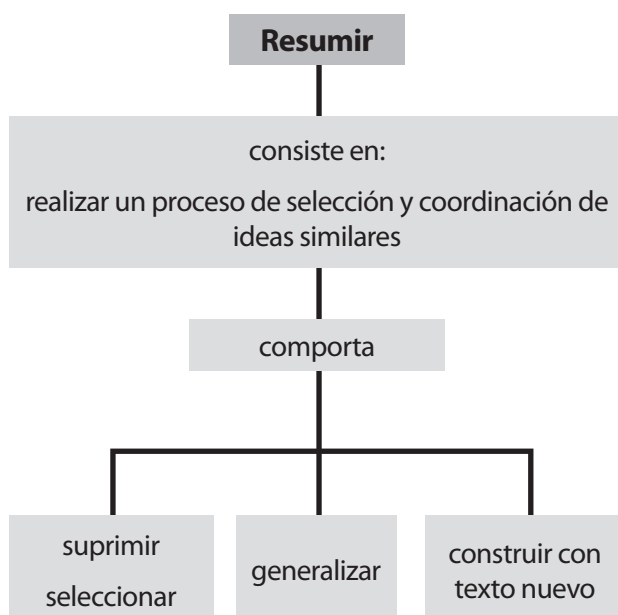 Resumir
consiste en:
realizar un proceso de selección y coordinación de
ideas similares
comporta
suprimir
seleccionar
generalizar
construir con
texto nuevo